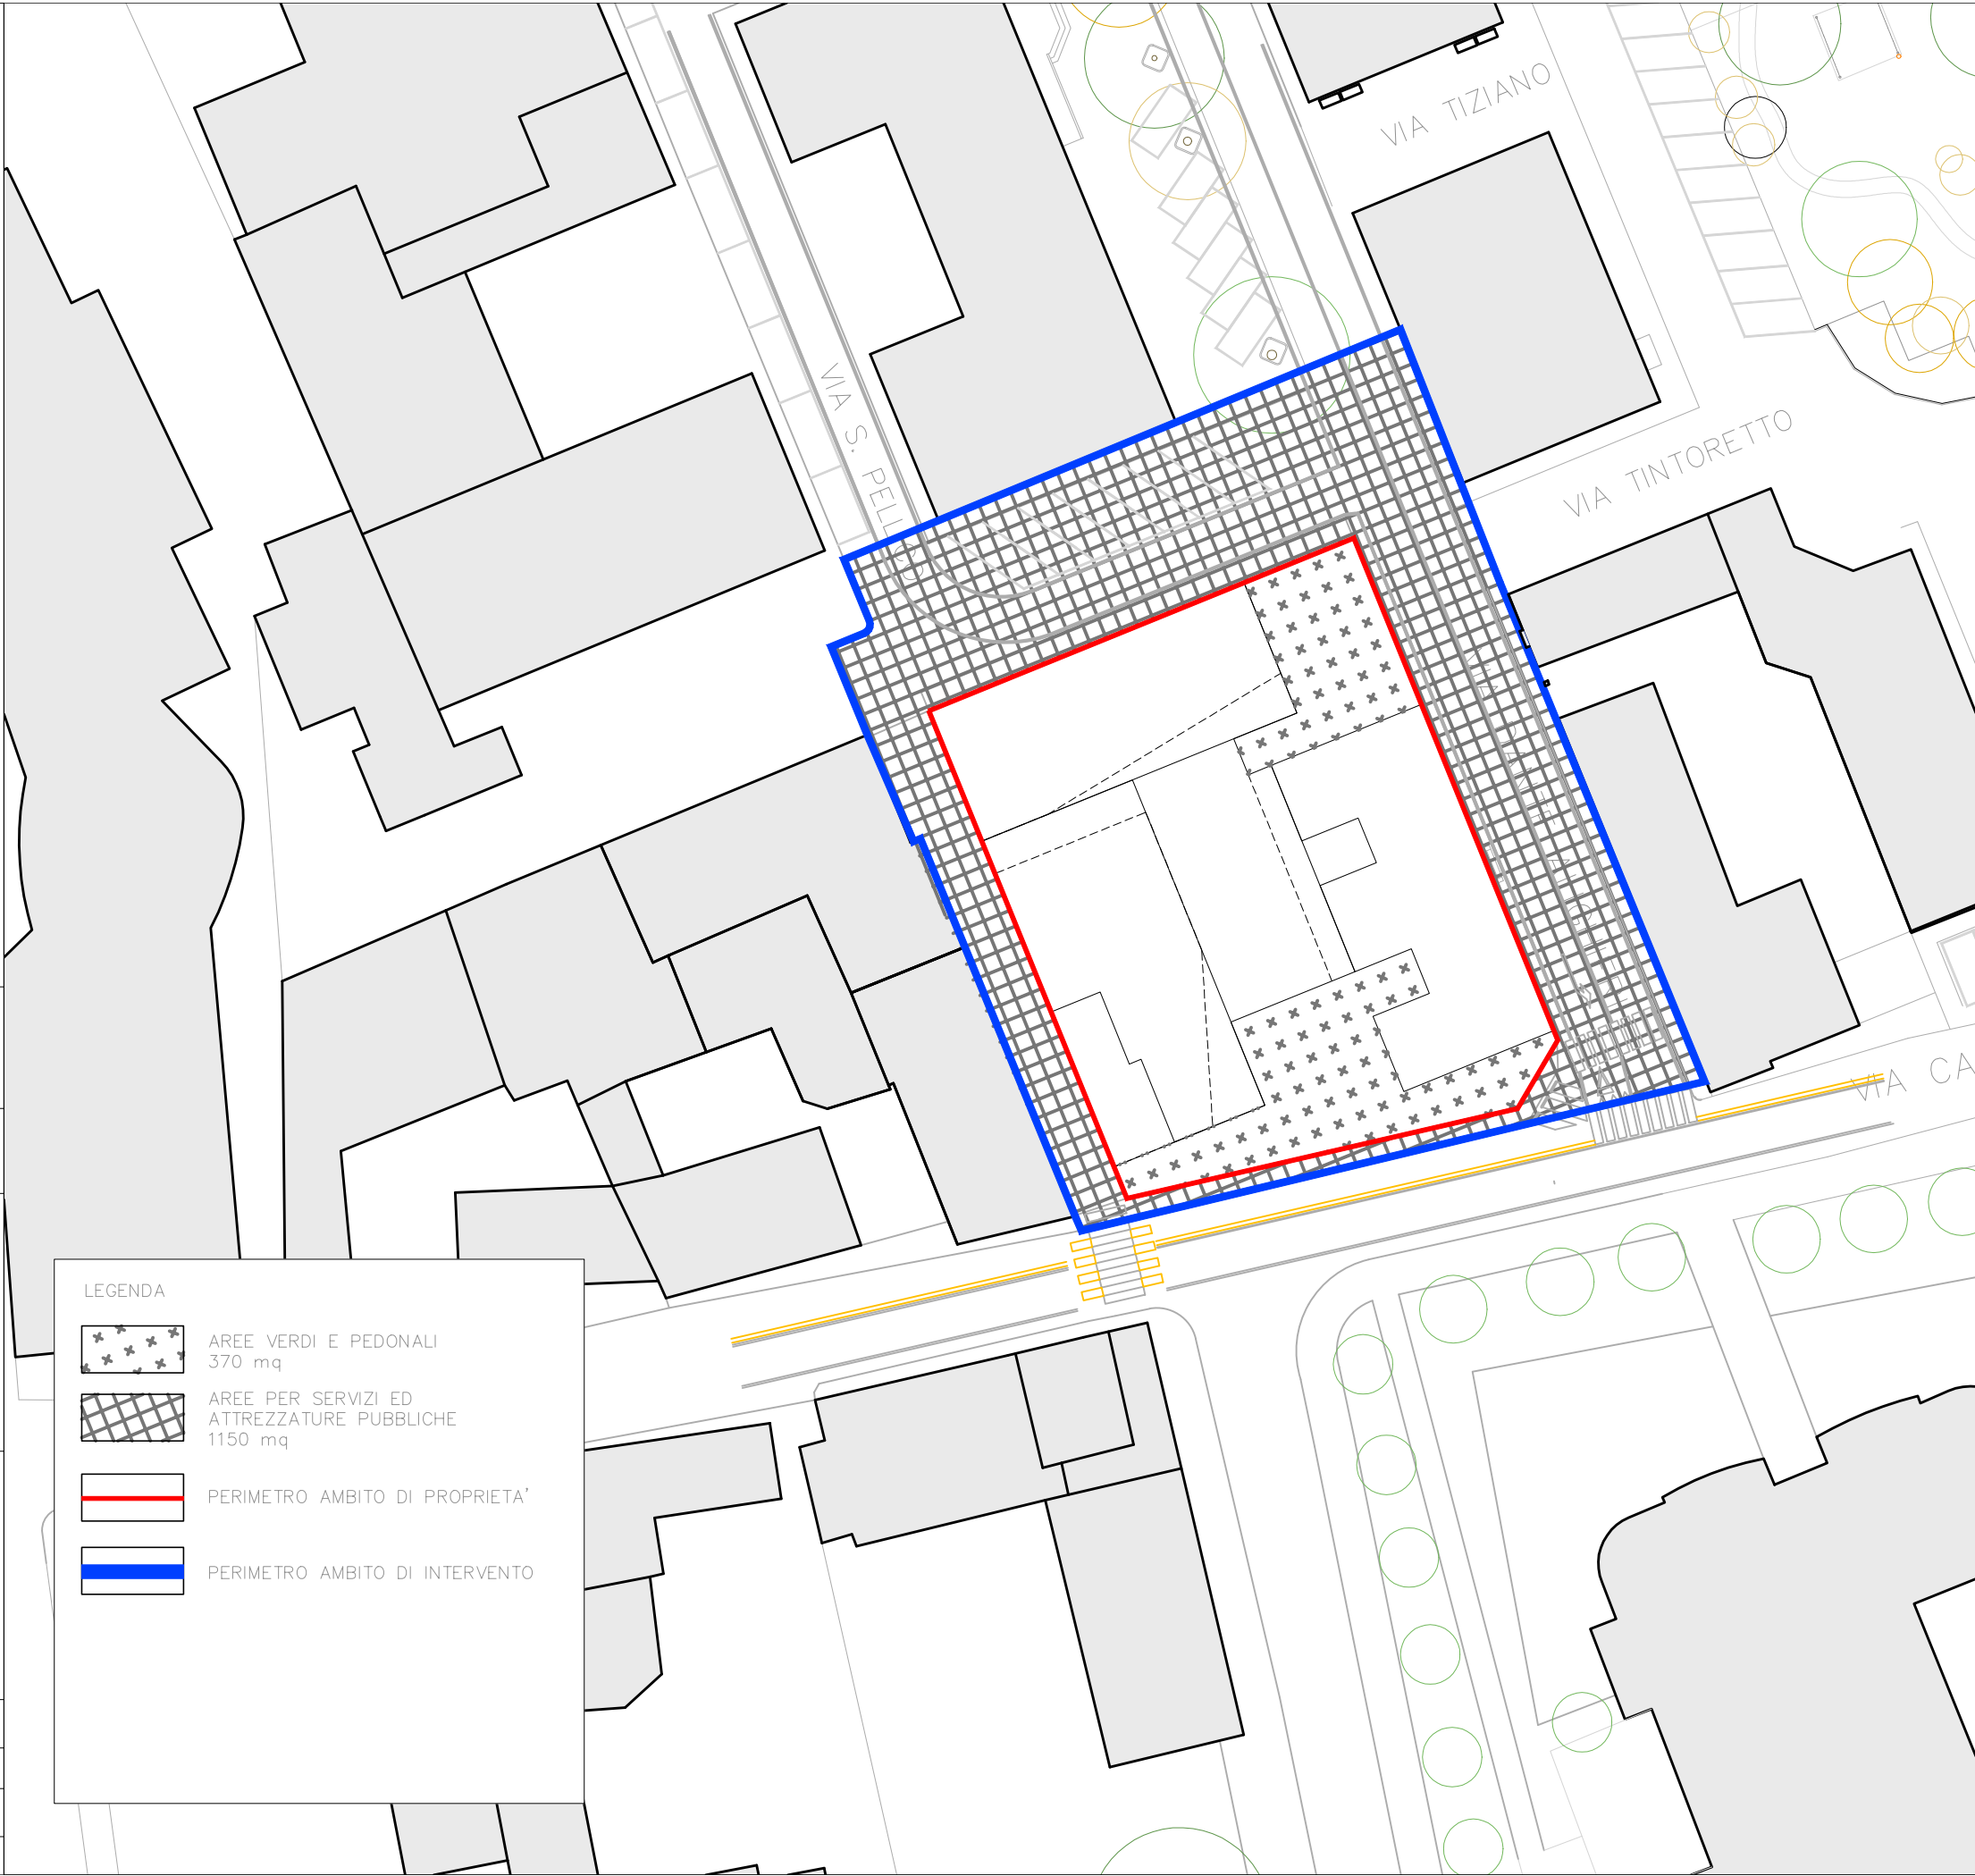 VIA TIZIANO
VIA S. PELLICO
VIA TINTORETTO
VIA CA
LEGENDA
AREE VERDI E PEDONALI
370 mq
AREE PER SERVIZI ED
ATTREZZATURE PUBBLICHE
1150 mq
PERIMETRO AMBITO DI PROPRIETA'
PERIMETRO AMBITO DI INTERVENTO